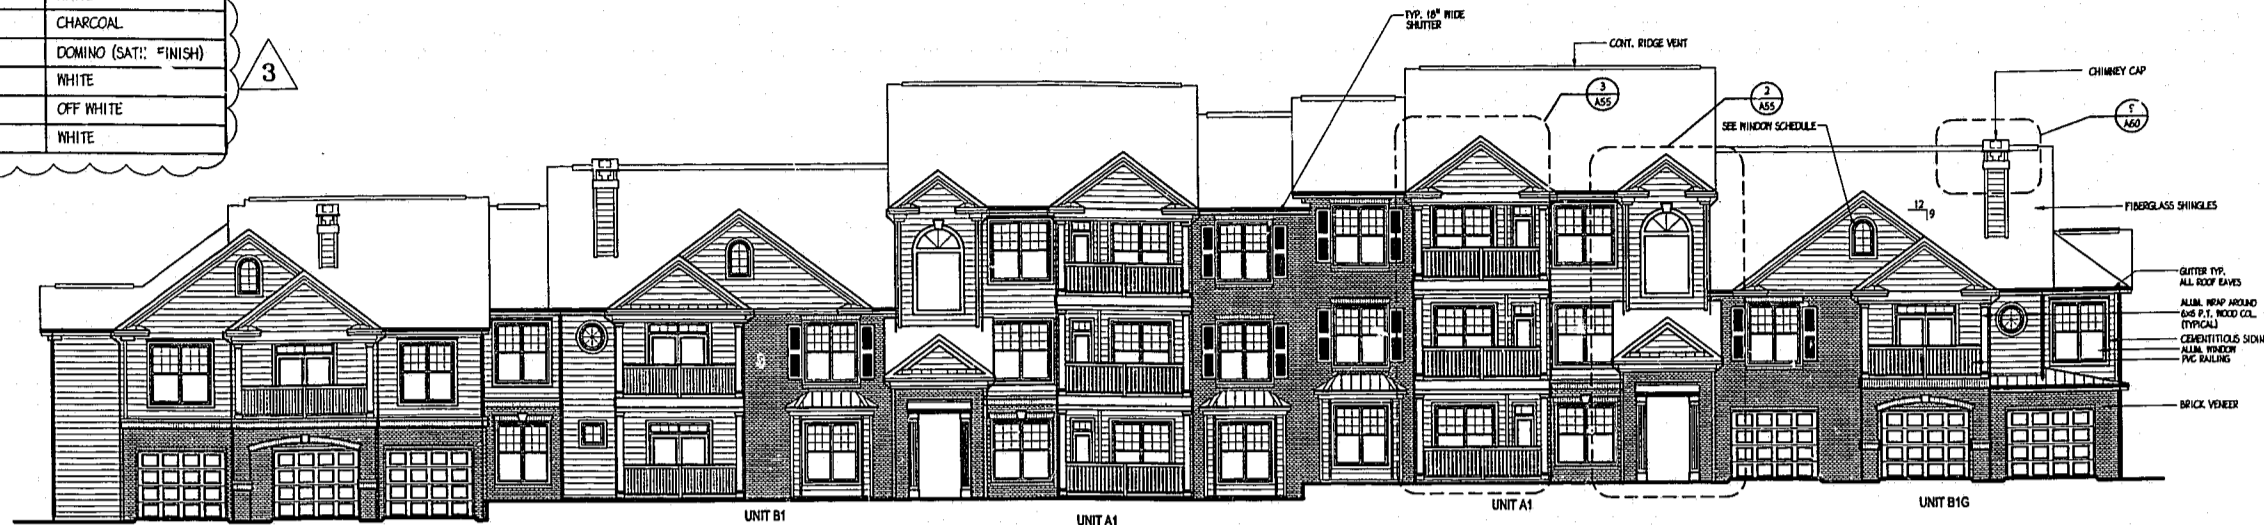 CHARCOAL
DOMINO (SATIN FINISH)
WHITE
OFF WHITE
WHITE
3
TYP. 18" WIDE
SHUTTER
CONT. RIDGE VENT
3
A55
2
A55
SEE WINDOW SCHEDULE
CHIMNEY CAP
A60
12
9
FIBERGLASS SHINGLES
GUTTER TYP.
ALL ROOF EAVES
ALUM. WRAP AROUND
6x6 P.T. WOOD COL.
(TYPICAL)
CEMENTITIOUS SIDIN
ALUM. WINDOW
PVC RAILING
BRICK VENEER
UNIT B1
UNIT A1
UNIT A1
UNIT B1G